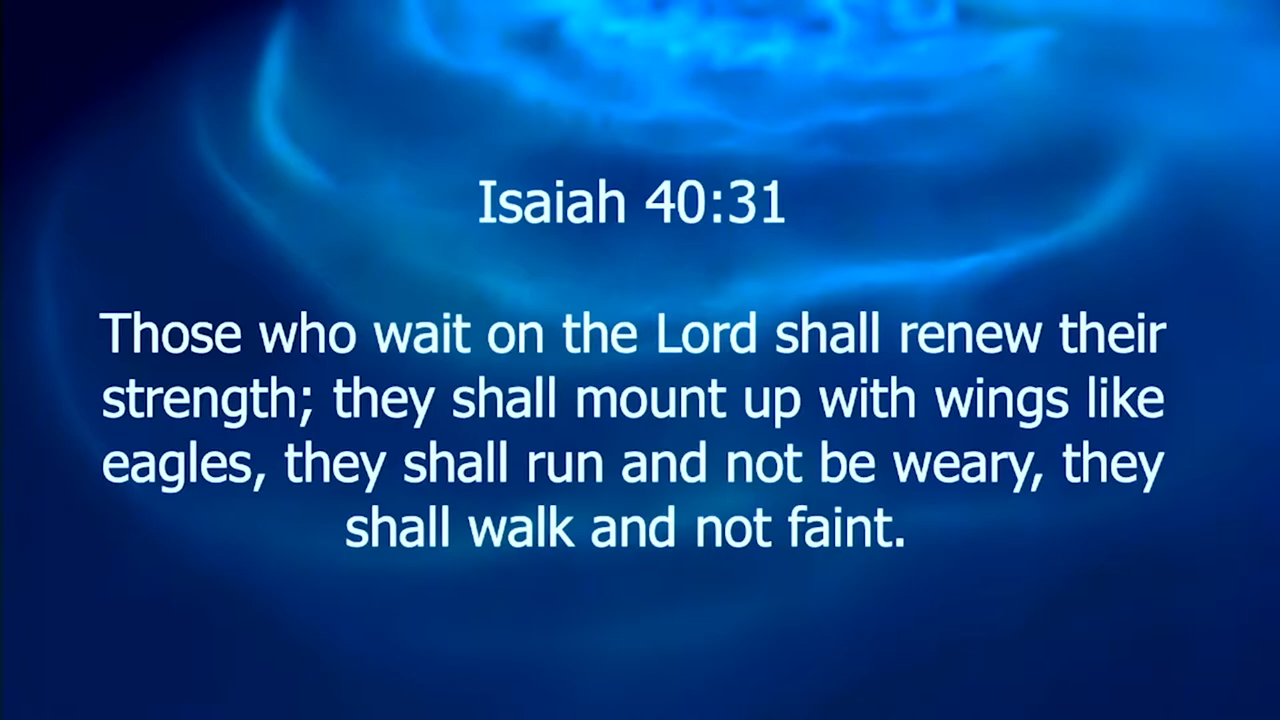 Isaiah 40:31
Those who wait on the Lord shall renew their
strength; they shall mount up with wings like
eagles, they shall run and not be weary, they
shall walk and not faint.